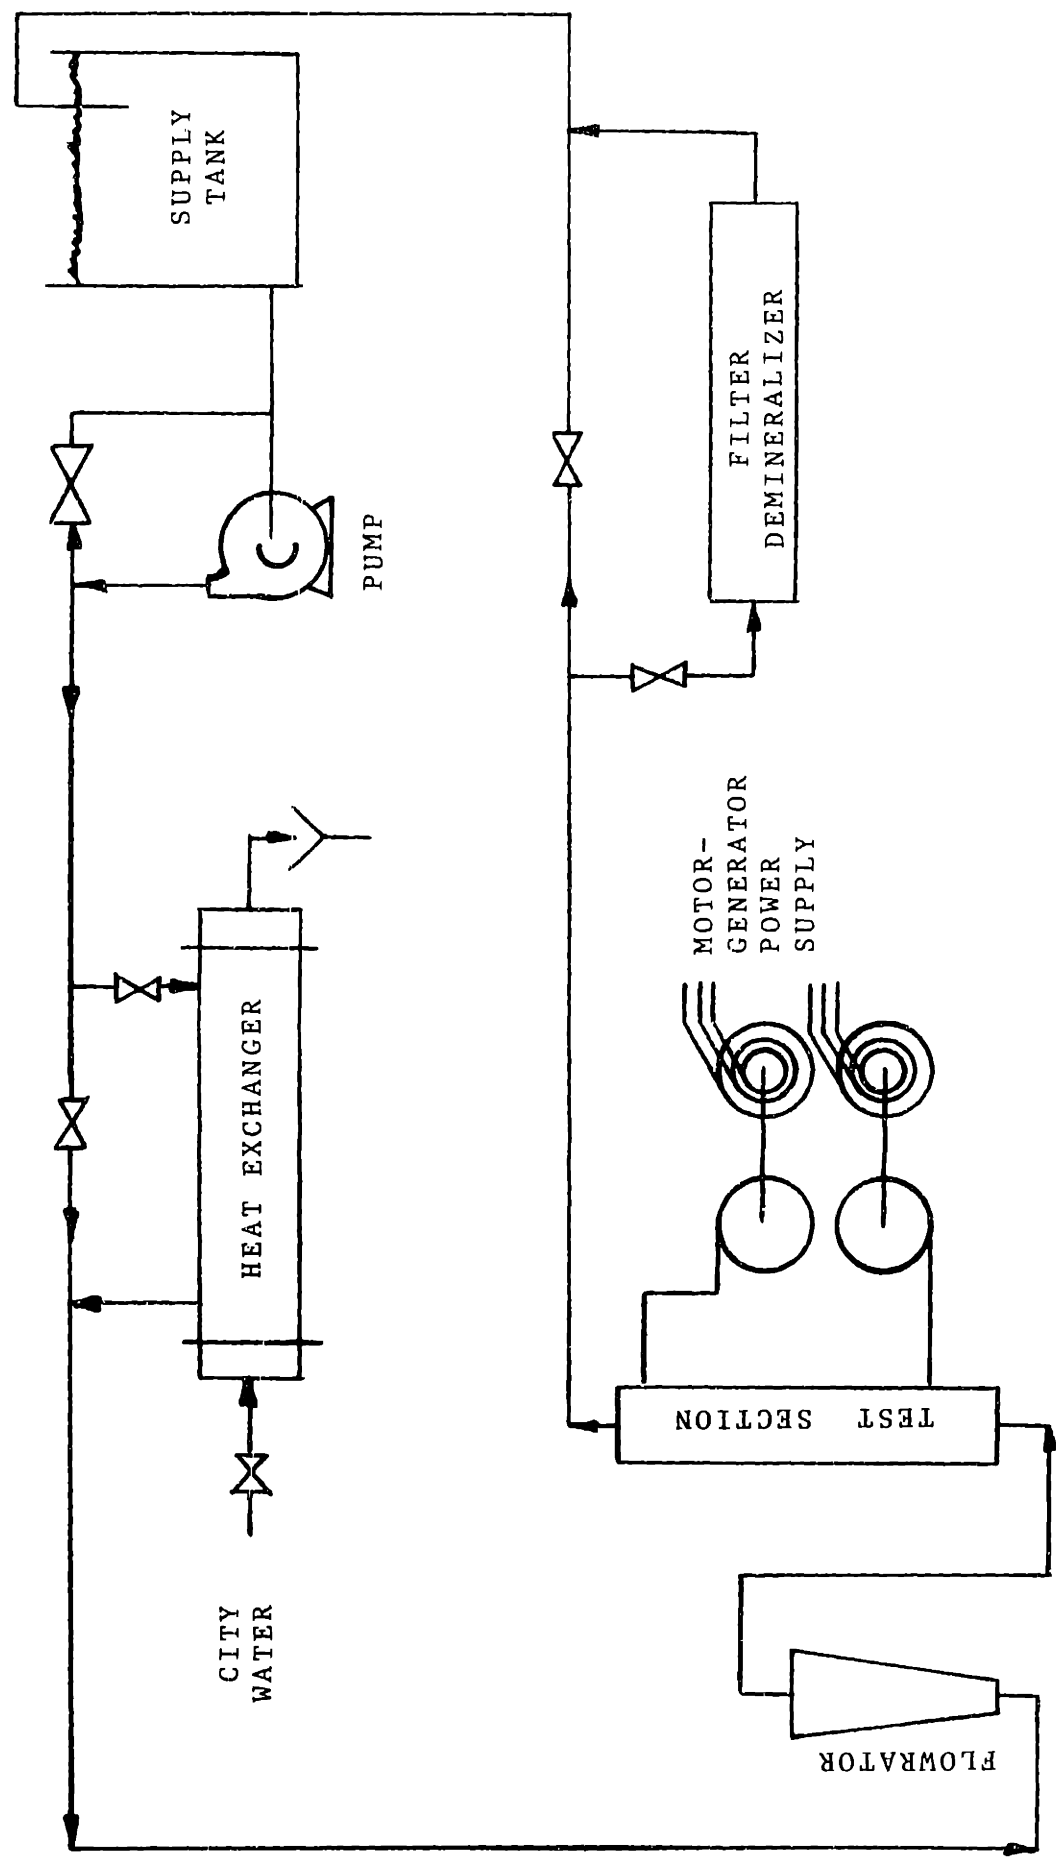 SUPPLY
TANK
PUMP
FILTER
DEMINERALIZER
HEAT EXCHANGER
MOTOR-
GENERATOR
POWER
SUPPLY
CITY
WATER
TEST SECTION
FLOWRATOR